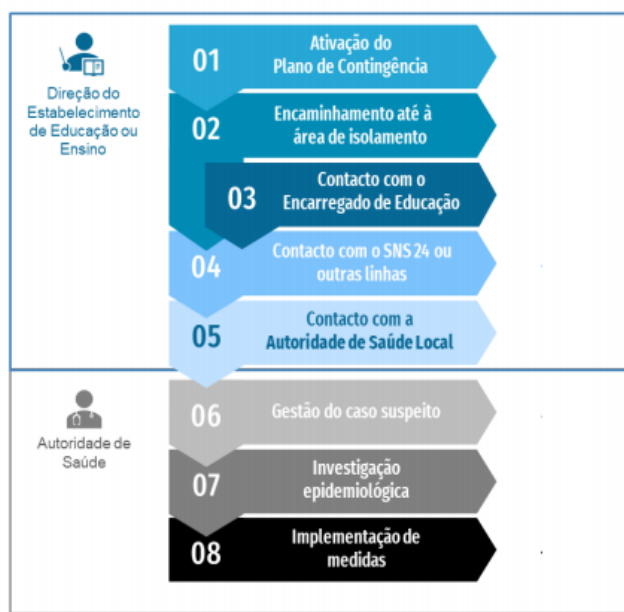 Direção do
Estabelecimento
de Educação ou
Ensino
01
Ativação do
Plano de Contingência
02
Encaminhamento até à
área de isolamento
03
Contacto com o
Encarregado de Educação
04
Contacto com o SNS 24 ou
outras linhas
05
Contacto com a
Autoridade de Saúde Local
Autoridade de
Saúde
06
Gestão do caso suspeito
07
Investigação
epidemiológica
08
Implementação de
medidas